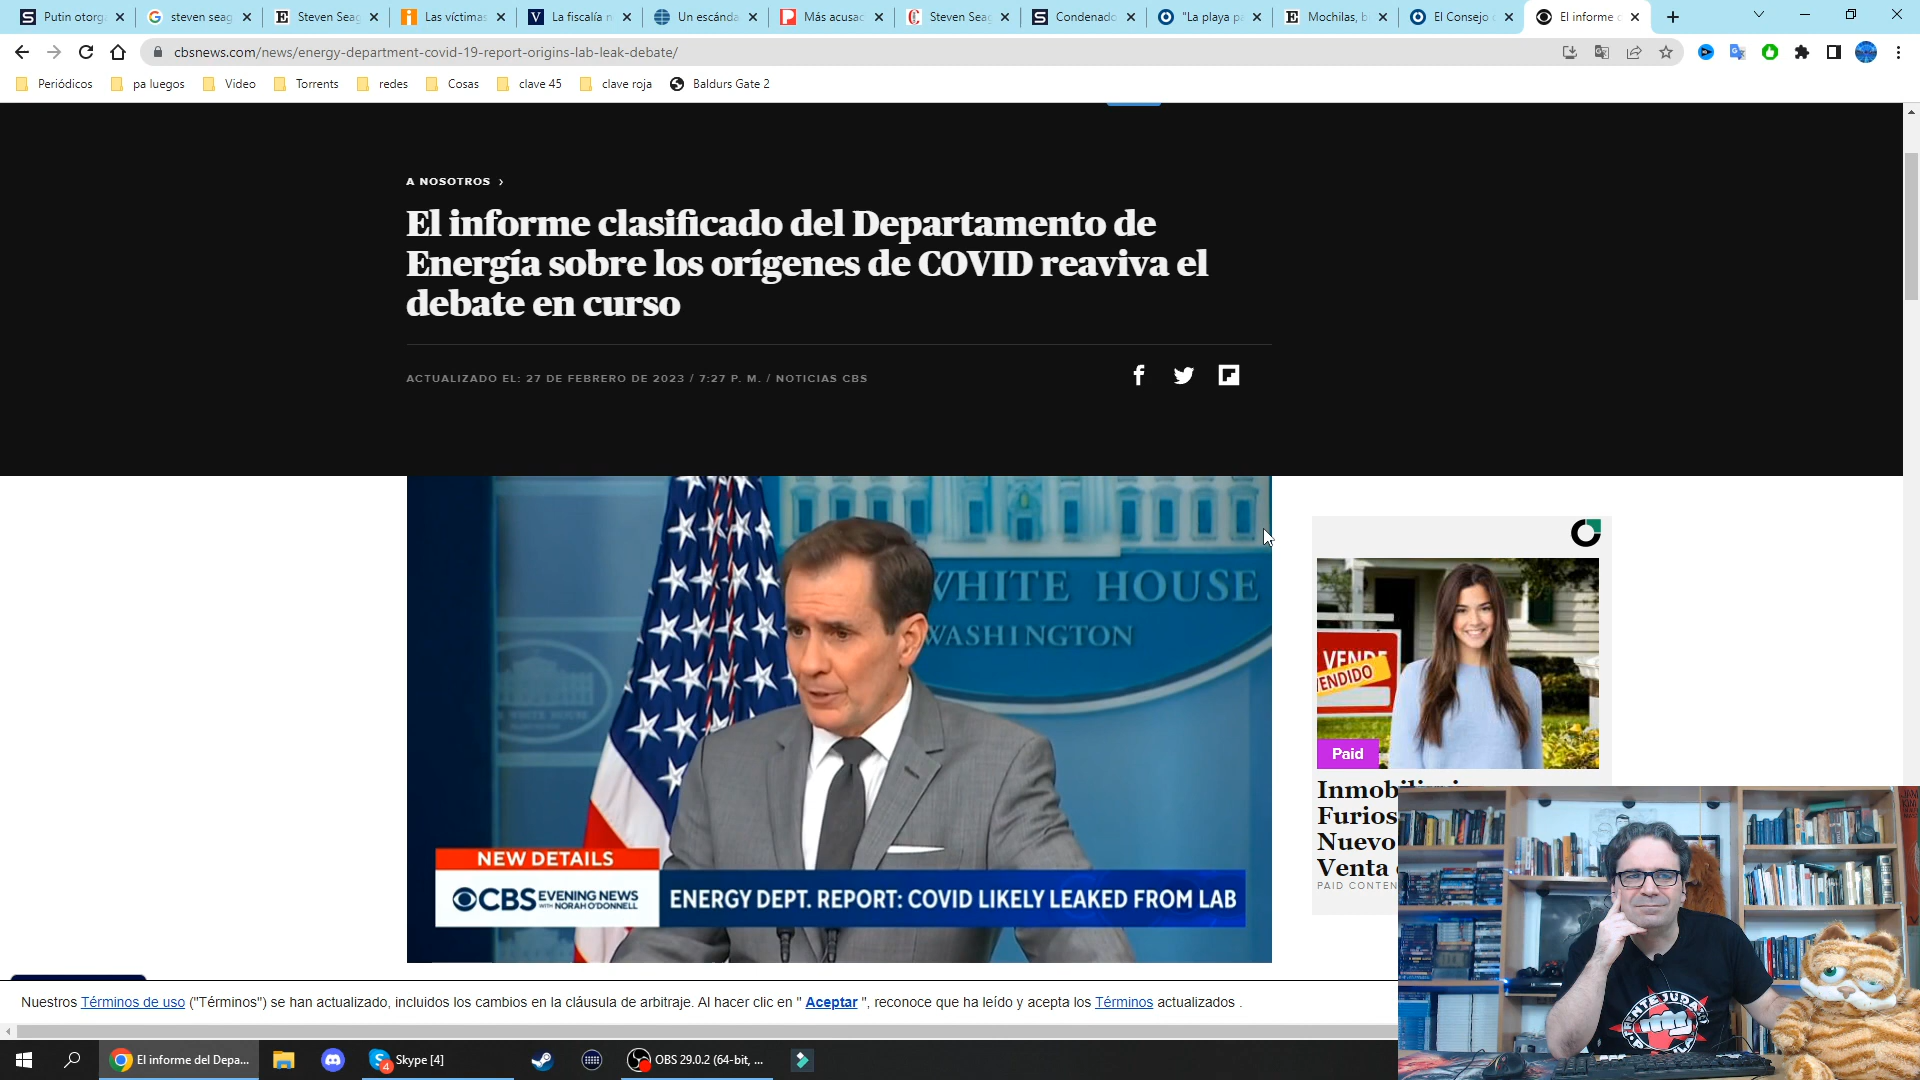 Putin otorg
steven seag
Steven Seag
Las víctimas
La fiscalía n
Un escánda
Más acusac
Steven Seag
Condenado
"La playa p
Mochilas, b
El Consejo
El informe
cbsnews.com/news/energy-department-covid-19-report-origins-lab-leak-debate/
Periódicos
pa luegos
Video
Torrents
redes
Cosas
clave 45
clave roja
Baldurs Gate 2
A NOSOTROS ›
El informe clasificado del Departamento de
Energía sobre los orígenes de COVID reaviva el
debate en curso
ACTUALIZADO EL: 27 DE FEBRERO DE 2023 / 7:27 P. M. / NOTICIAS CBS
WHITE HOUSE
WASHINGTON
NEW DETAILS
CBS EVENING NEWS
WITH NORAH O'DONNELL
ENERGY DEPT. REPORT: COVID LIKELY LEAKED FROM LAB
VENDE
VENDIDO
Paid
Furios
Nuevo
Venta
PAID CONTEN
FRENTE JUDA
Nuestros Términos de uso ("Términos") se han actualizado, incluidos los cambios en la cláusula de arbitraje. Al hacer clic en " Aceptar ", reconoce que ha leído y acepta los Términos actualizados .
El informe del Depa...
4
Skype [4]
OBS 29.0.2 (64-bit, ...